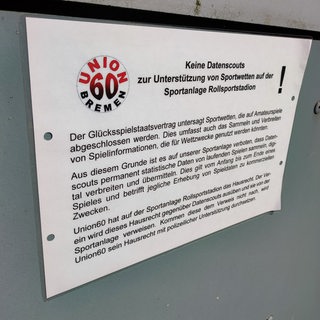 UNION
60
BREMEN
Keine Datenscouts
zur Unterstützung von Sportwetten auf der
Sportanlage Rollsportstadion
!
Der Glücksspielstaatsvertrag untersagt Sportwetten, die auf Amateurspiele
abgeschlossen werden. Dies umfasst auch das Sammeln und Verbreiten
von Spielinformationen, die für Wettzwecke genutzt werden könnten.
Aus diesem Grunde ist es auf unserer Sportanlage verboten, dass Daten-
scouts permanent statistische Daten von laufenden Spielen sammeln, digi-
tal verbreiten und übermitteln. Dies gilt vom Anfang bis zum Ende eines
Spieles und betrifft jegliche Erhebung von Spieldaten zu kommerziellen
Zwecken.
Union60 hat auf der Sportanlage Rollsportstadion das Hausrecht. Der Ver-
ein wird dieses Hausrecht gegenüber Datenscouts ausüben und sie von der
Sportanlage verweisen. Kommen diese dem Verweis nicht nach, wird
Union60 sein Hausrecht mit polizeilicher Unterstützung durchsetzen.